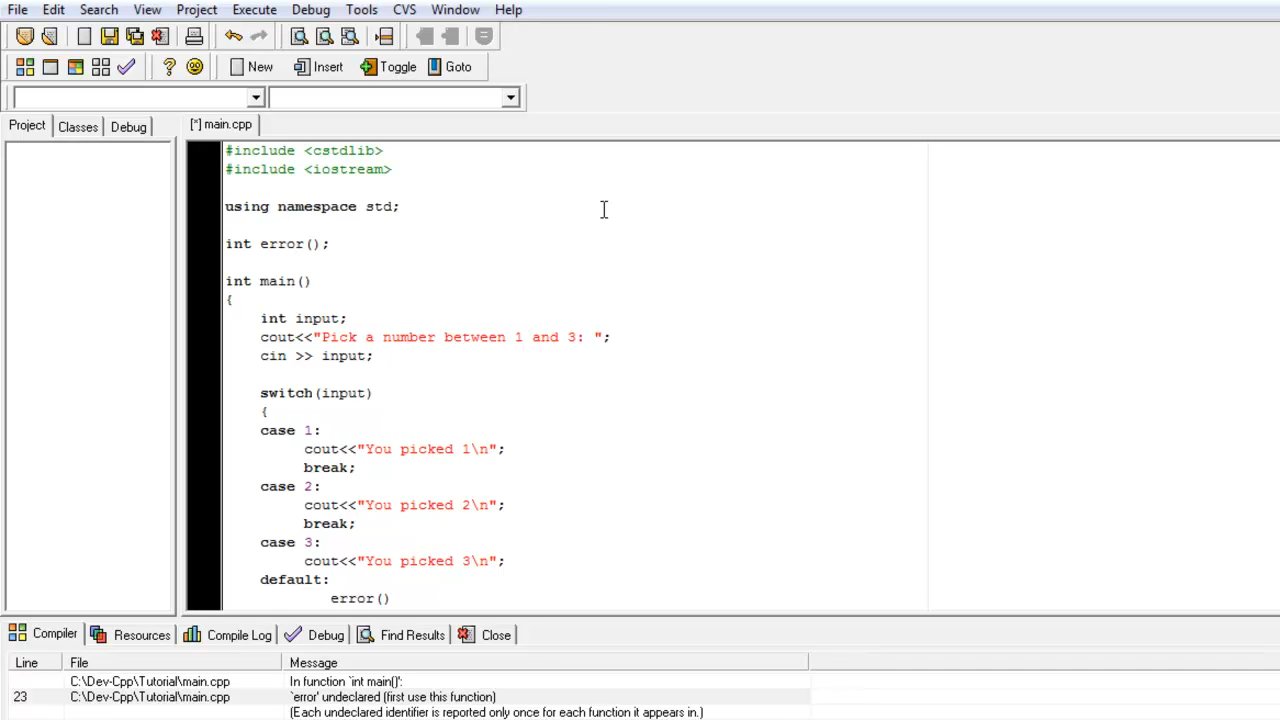 File Edit Search View Project Execute Debug Tools CVS Window Help
New Insert Toggle Goto
Project Classes Debug [*] main.cpp
#include <cstdlib>
#include <iostream>
using namespace std;
int error();
int main()
{
int input;
cout<<"Pick a number between 1 and 3: ";
cin >> input;
switch(input)
{
case 1:
cout<<"You picked 1\n";
break;
case 2:
cout<<"You picked 2\n";
break;
case 3:
cout<<"You picked 3\n";
default:
error()
Compiler Resources Compile Log Debug Find Results Close
Line File Message
C:\Dev-Cpp\Tutorial\main.cpp In function `int main()':
23 C:\Dev-Cpp\Tutorial\main.cpp `error' undeclared (first use this function)
(Each undeclared identifier is reported only once for each function it appears in.)